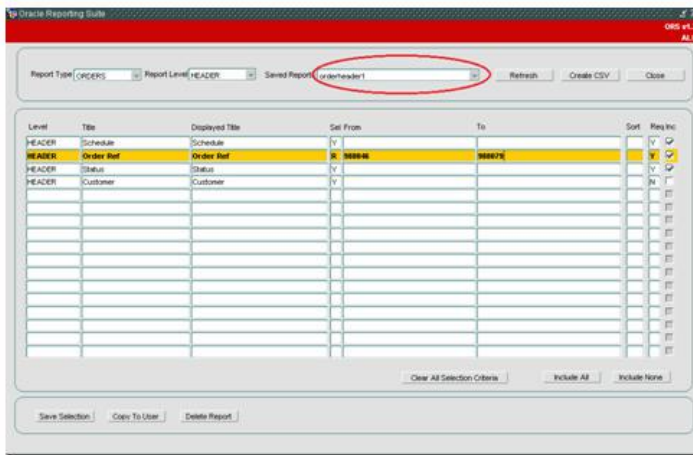 Oracle Reporting Suite
ORS v1.
ALL
Report Type ORDERS Report Level HEADER Saved Report orderheader1 Refresh Create CSV Close
Level Title Displayed Title Sel From To Sort Req Inc
HEADER Schedule Schedule Y Y
HEADER Order Ref Order Ref R 980046 980079 Y
HEADER Status Status Y Y
HEADER Customer Customer Y N
Clear All Selection Criteria Include All Include None
Save Selection Copy To User Delete Report